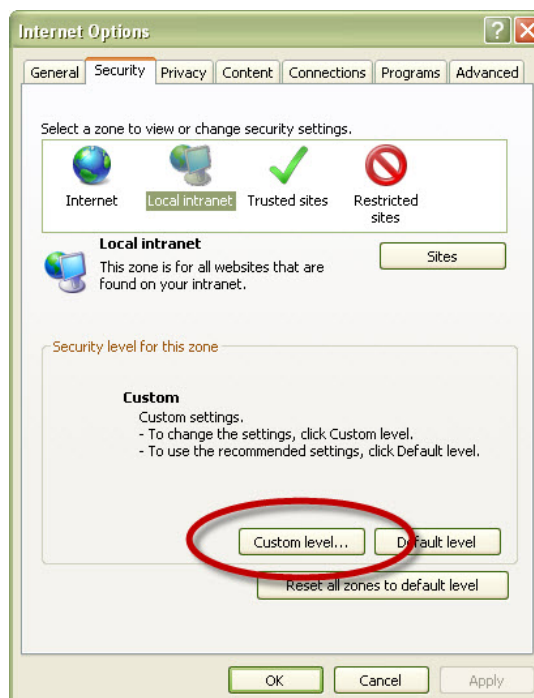 Internet Options
General Security Privacy Content Connections Programs Advanced
Select a zone to view or change security settings.
Internet Local intranet Trusted sites Restricted sites
Local intranet
This zone is for all websites that are
found on your intranet.
Sites
Security level for this zone
Custom
Custom settings.
- To change the settings, click Custom level.
- To use the recommended settings, click Default level.
Custom level... Default level
Reset all zones to default level
OK Cancel Apply